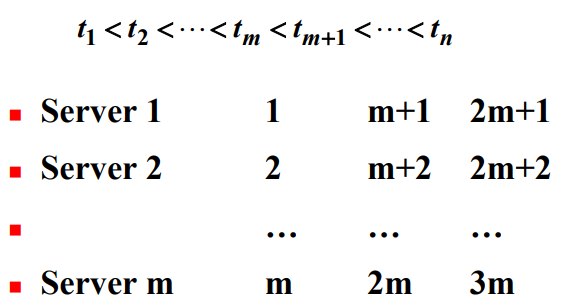 t₁ < t₂ < ⋯ < tₘ < tₘ₊₁ < ⋯ < tₙ
▪ Server 1 1 m+1 2m+1
▪ Server 2 2 m+2 2m+2
▪ … … …
▪ Server m m 2m 3m